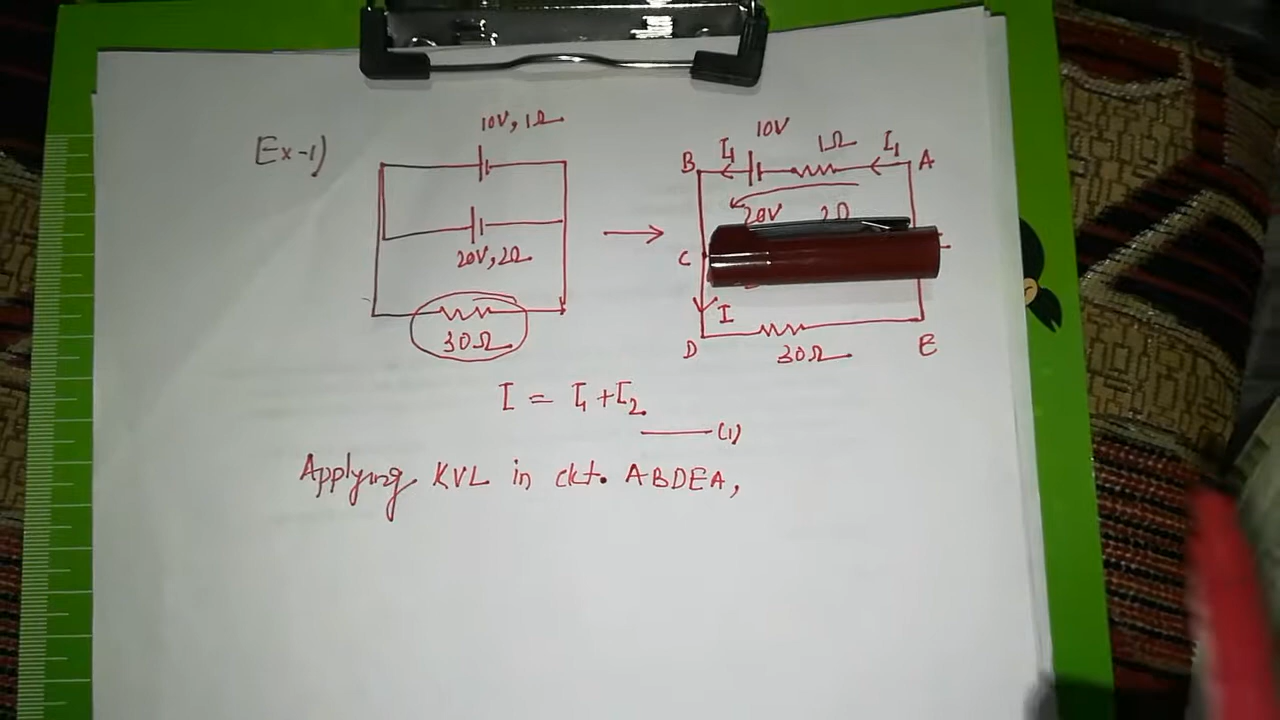 Ex-1)
10V, 1Ω
20V, 2Ω
30Ω
10V 1Ω
B I₁ I₁ A
20V 2Ω
C
I
D 30Ω E
I = I₁ + I₂ —— (1)
Applying KVL in ckt. ABDEA,